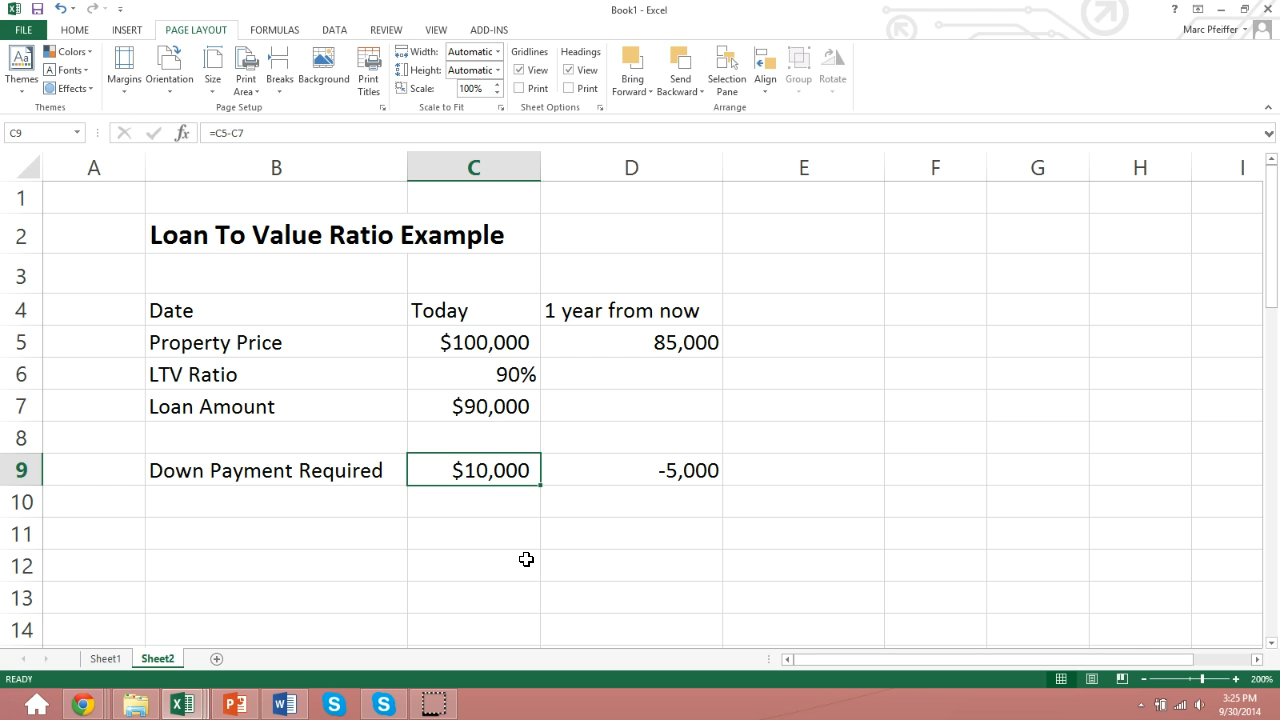 Book1 - Excel
FILE HOME INSERT PAGE LAYOUT FORMULAS DATA REVIEW VIEW ADD-INS Marc Pfeiffer
Themes Colors Fonts Effects Margins Orientation Size Print Area Breaks Background Print Titles Width: Automatic Height: Automatic Scale: 100% Gridlines View Print Headings View Print Bring Forward Send Backward Selection Pane Align Group Rotate
Themes Page Setup Scale to Fit Sheet Options Arrange
C9 fx =C5-C7
A B C D E F G H I
1
2 Loan To Value Ratio Example
3
4 Date Today 1 year from now
5 Property Price $100,000 85,000
6 LTV Ratio 90%
7 Loan Amount $90,000
8
9 Down Payment Required $10,000 -5,000
10
11
12
13
14
Sheet1 Sheet2
READY 200%
3:25 PM
9/30/2014